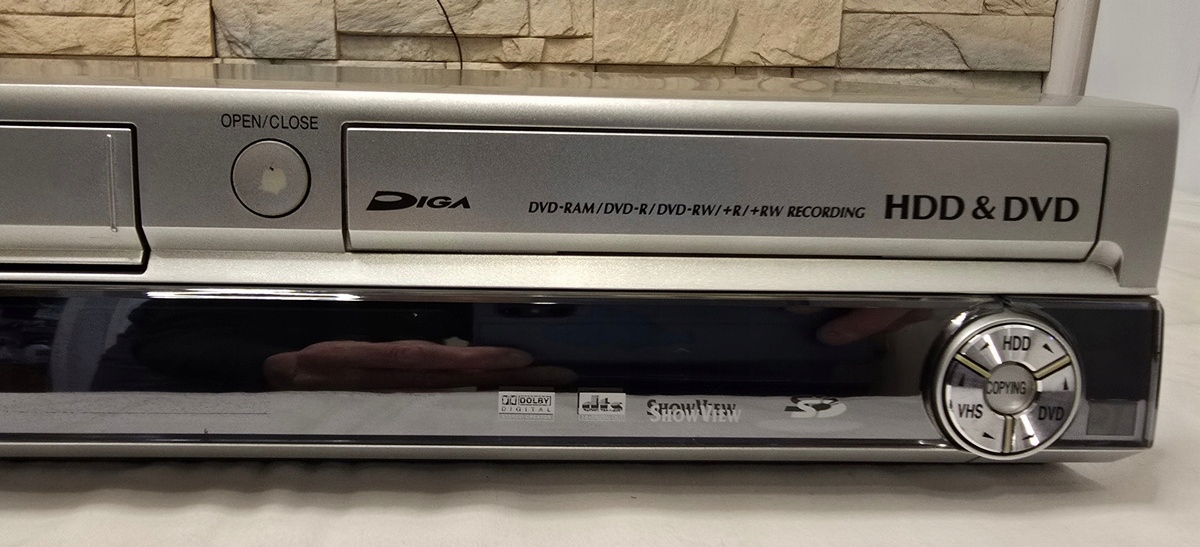 OPEN/CLOSE
DIGA
DVD-RAM/DVD-R/DVD-RW/+R/+RW RECORDING
HDD & DVD
HDD
COPYING
VHS
DVD
DOLBY
DIGITAL
dts
SHOWVIEW
SD